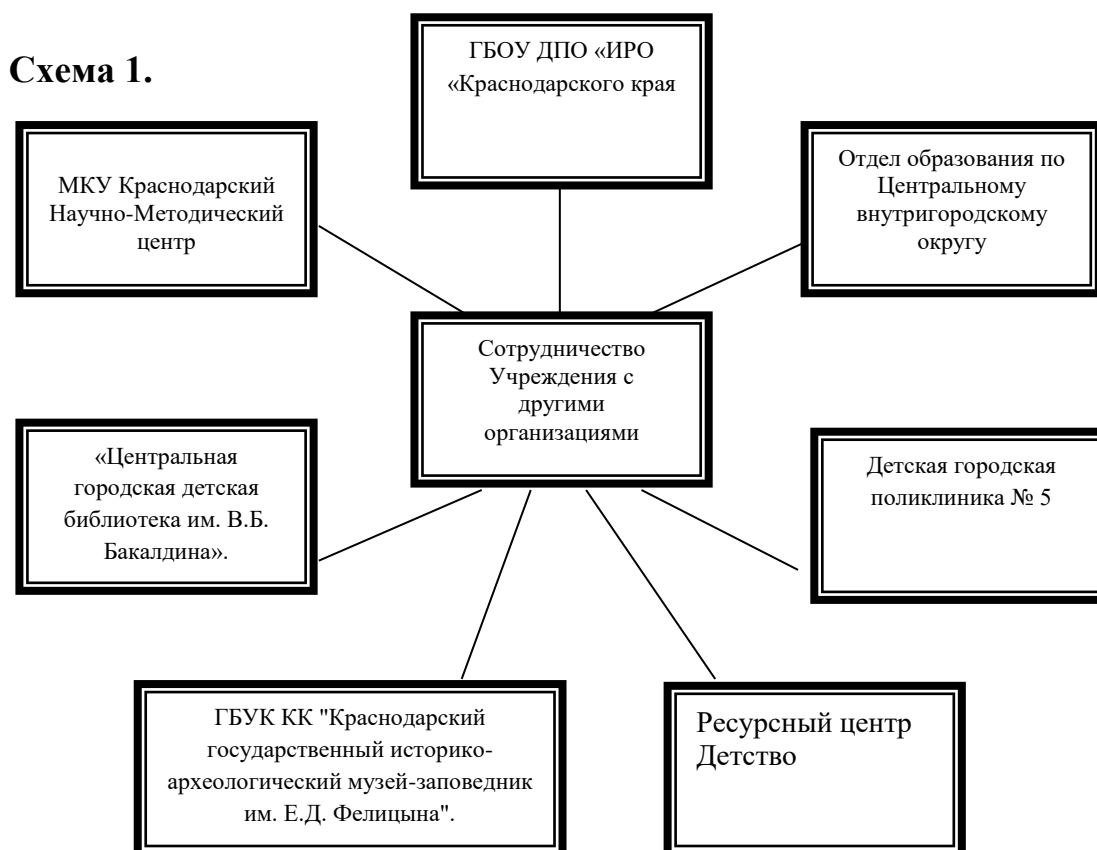 Схема 1.
ГБОУ ДПО «ИРО
«Краснодарского края
МКУ Краснодарский
Научно-Методический
центр
Отдел образования по
Центральному
внутригородскому
округу
Сотрудничество
Учреждения с
другими
организациями
«Центральная
городская детская
библиотека им. В.Б.
Бакалдина».
Детская городская
поликлиника № 5
ГБУК КК "Краснодарский
государственный историко-
археологический музей-заповедник
им. Е.Д. Фелицына".
Ресурсный центр
Детство